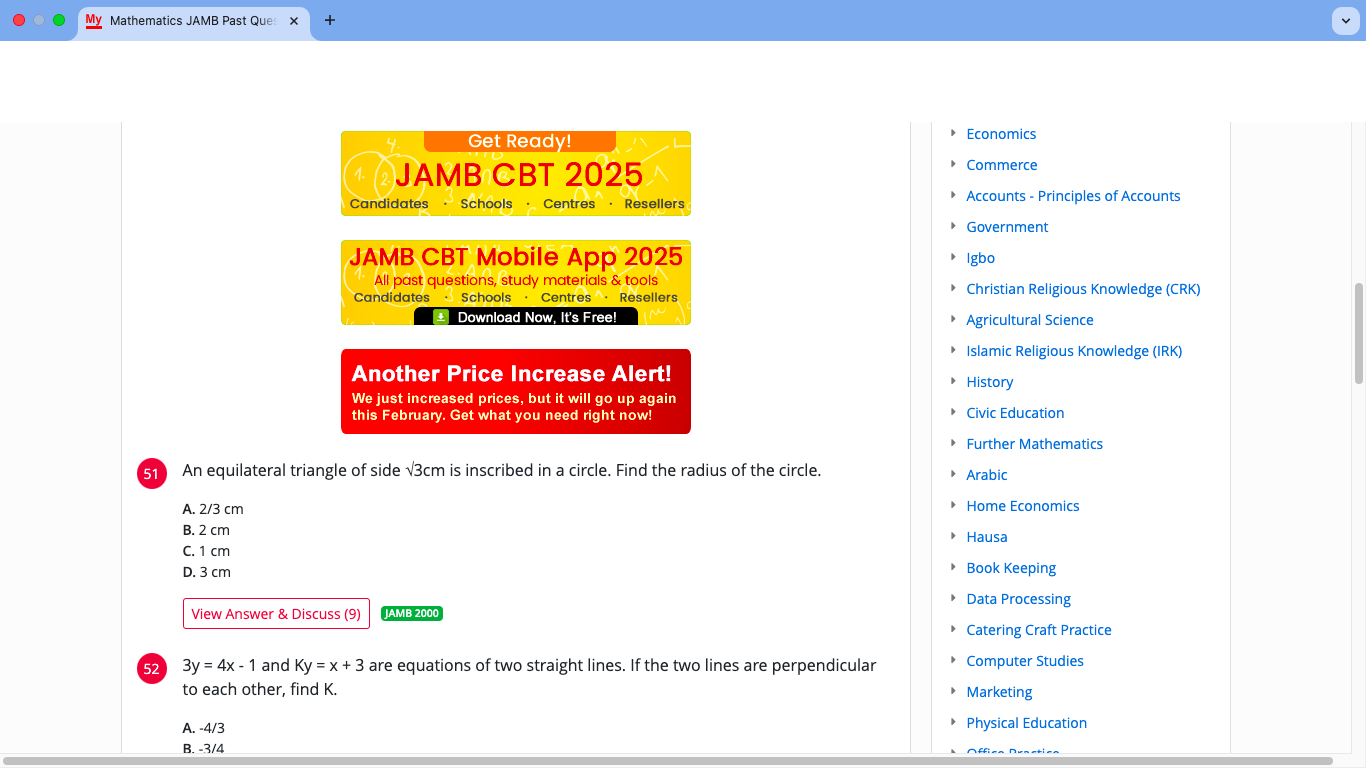 My Mathematics JAMB Past Ques
Get Ready!
JAMB CBT 2025
Candidates · Schools · Centres · Resellers
JAMB CBT Mobile App 2025
All past questions, study materials & tools
Candidates · Schools · Centres · Resellers
Download Now, It's Free!
Another Price Increase Alert!
We just increased prices, but it will go up again
this February. Get what you need right now!
51 An equilateral triangle of side √3cm is inscribed in a circle. Find the radius of the circle.
A. 2/3 cm
B. 2 cm
C. 1 cm
D. 3 cm
View Answer & Discuss (9) JAMB 2000
52 3y = 4x - 1 and Ky = x + 3 are equations of two straight lines. If the two lines are perpendicular
to each other, find K.
A. -4/3
B. -3/4
Economics
Commerce
Accounts - Principles of Accounts
Government
Igbo
Christian Religious Knowledge (CRK)
Agricultural Science
Islamic Religious Knowledge (IRK)
History
Civic Education
Further Mathematics
Arabic
Home Economics
Hausa
Book Keeping
Data Processing
Catering Craft Practice
Computer Studies
Marketing
Physical Education
Office Practice